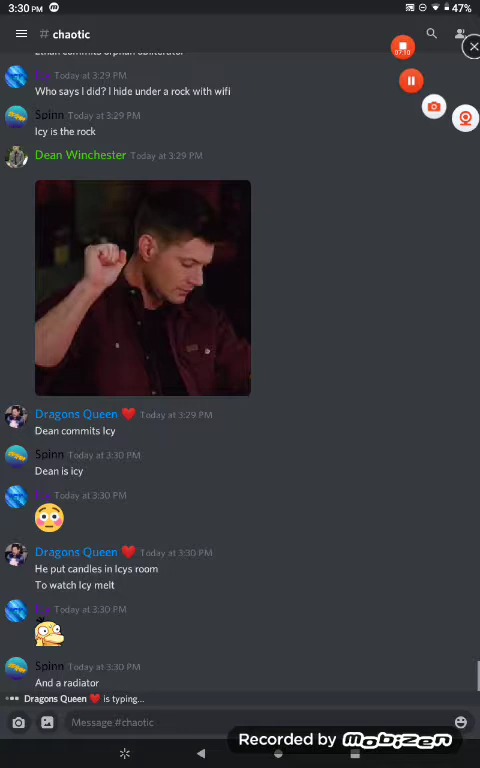 3:30 PM
47%
# chaotic
07:10
Today at 3:29 PM
Who says I did? I hide under a rock with wifi
Spinn Today at 3:29 PM
Icy is the rock
Dean Winchester Today at 3:29 PM
Dragons Queen ❤️ Today at 3:29 PM
Dean commits Icy
Spinn Today at 3:30 PM
Dean is icy
Today at 3:30 PM
Dragons Queen ❤️ Today at 3:30 PM
He put candles in Icys room
To watch Icy melt
Today at 3:30 PM
Spinn Today at 3:30 PM
And a radiator
Dragons Queen ❤️ is typing...
Message #chaotic
Recorded by Mobizen